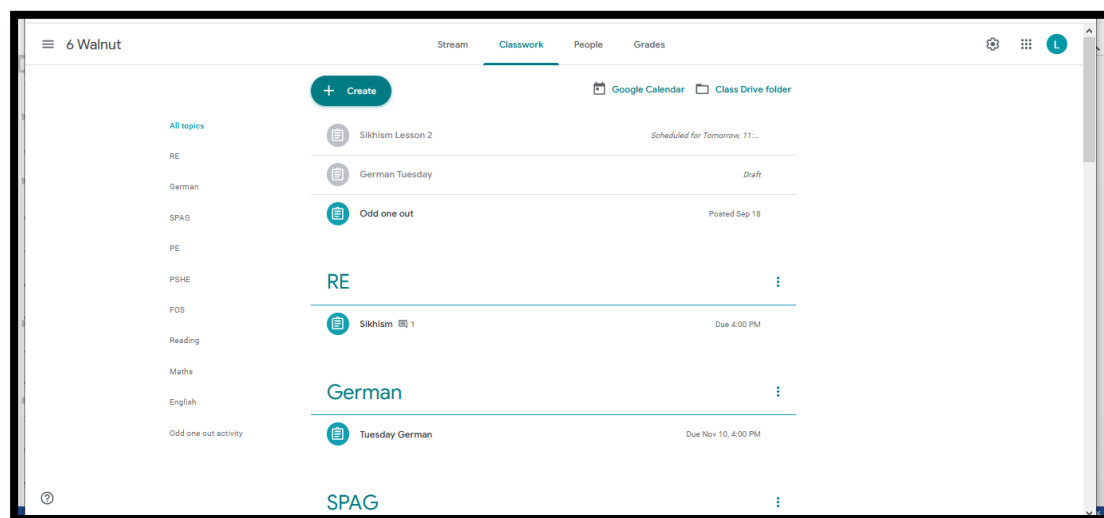 6 Walnut
Stream Classwork People Grades
L
Create
Google Calendar Class Drive folder
All topics
RE
German
SPAG
PE
PSHE
FOS
Reading
Maths
English
Odd one out activity
Sikhism Lesson 2 Scheduled for Tomorrow, 11:...
German Tuesday Draft
Odd one out Posted Sep 18
RE
Sikhism 1 Due 4:00 PM
German
Tuesday German Due Nov 10, 4:00 PM
SPAG